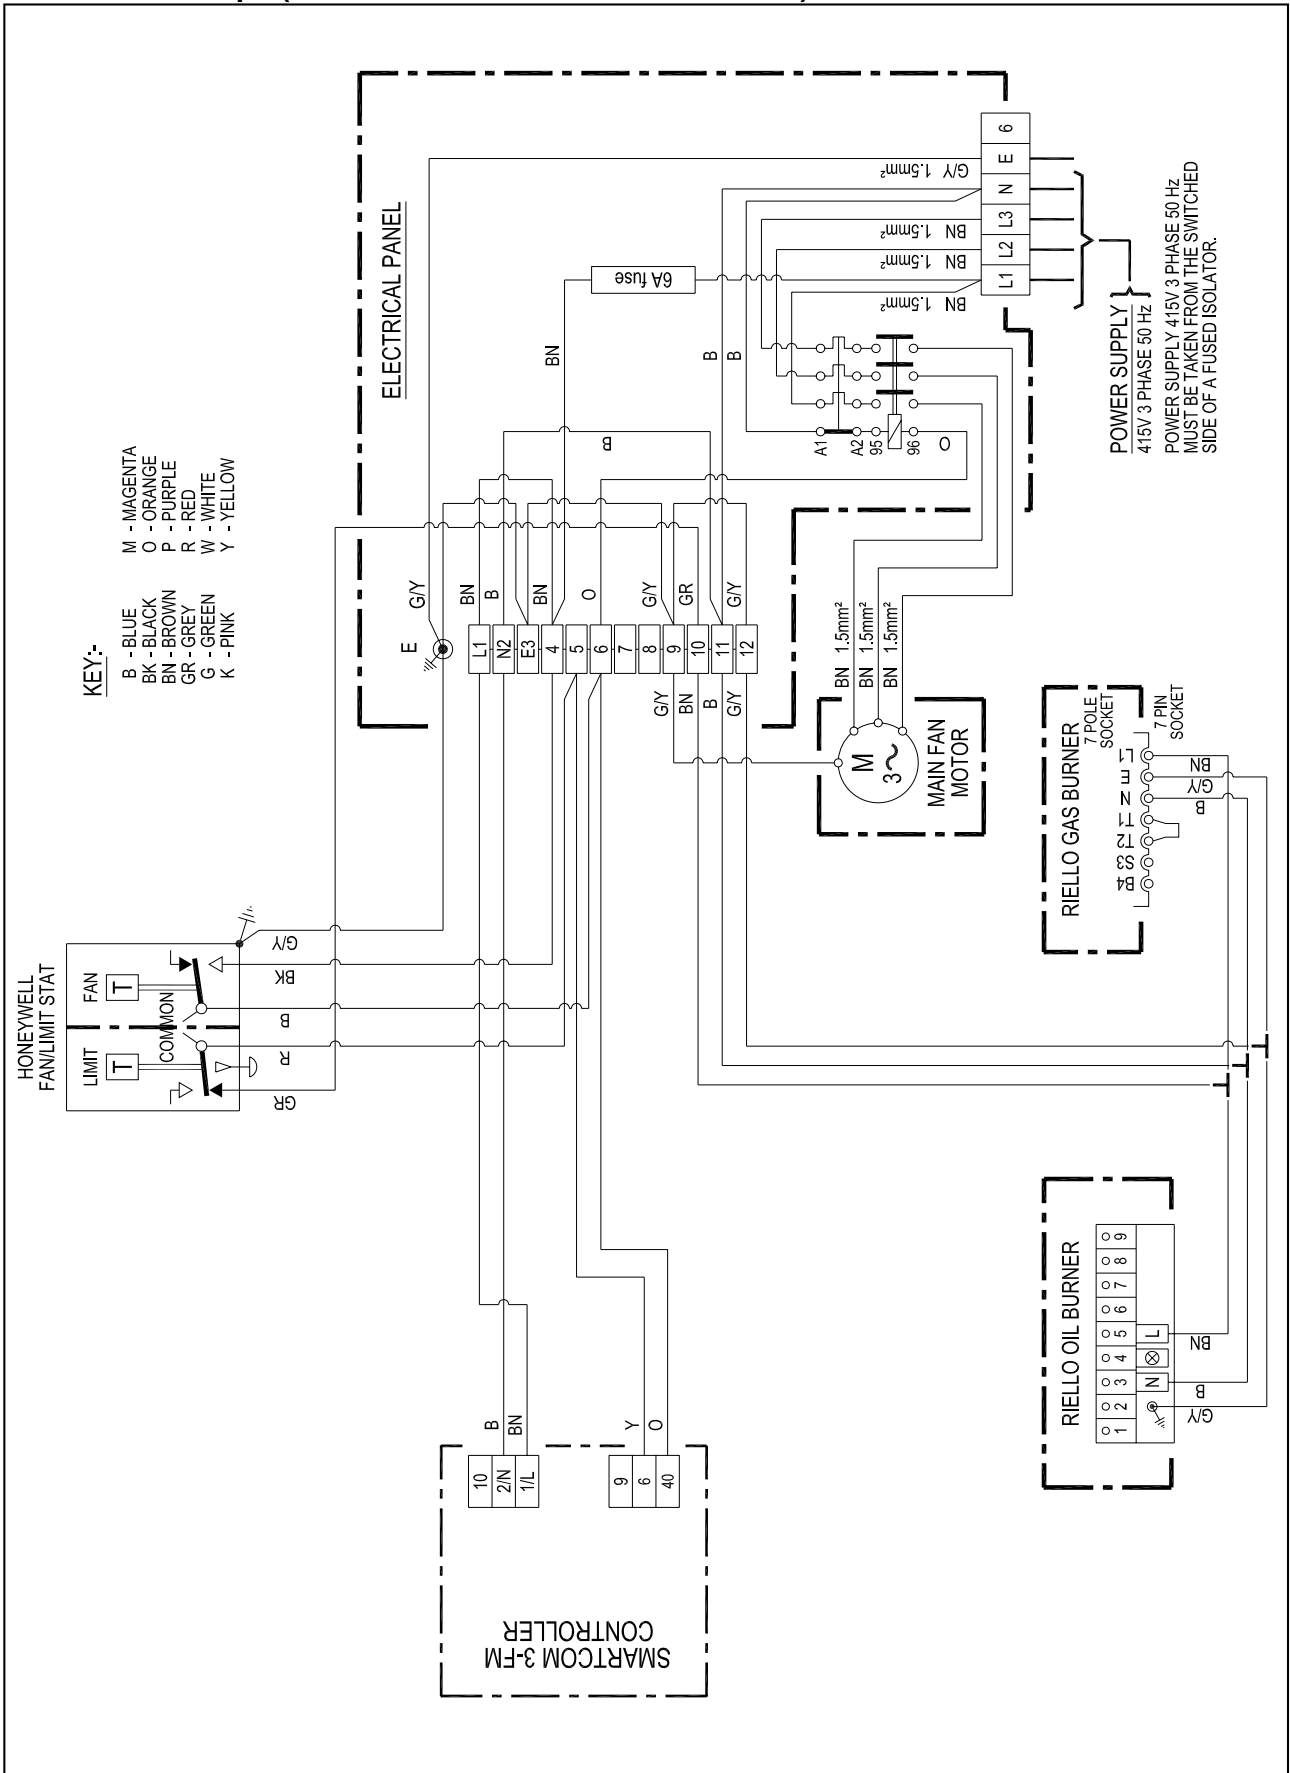 HONEYWELL
FAN/LIMIT STAT
LIMIT
FAN
T
T
COMMON
GR
R
B
BK
G/Y
KEY:-
B - BLUE
BK - BLACK
BN - BROWN
GR - GREY
G - GREEN
K - PINK
M - MAGENTA
O - ORANGE
P - PURPLE
R - RED
W - WHITE
Y - YELLOW
ELECTRICAL PANEL
E
G/Y
BN
B
BN
O
G/Y
GR
G/Y
L1
N2
E3
4
5
6
7
8
9
10
11
12
G/Y
BN
B
G/Y
BN
B
B
B
6A fuse
A1
A2
95
96
O
G/Y 1.5mm²
BN 1.5mm²
BN 1.5mm²
BN 1.5mm²
L1
L2
L3
N
E
6
POWER SUPPLY
415V 3 PHASE 50 Hz
POWER SUPPLY 415V 3 PHASE 50 Hz
MUST BE TAKEN FROM THE SWITCHED
SIDE OF A FUSED ISOLATOR.
BN 1.5mm²
BN 1.5mm²
BN 1.5mm²
M
3
MAIN FAN
MOTOR
RIELLO GAS BURNER
7 POLE
SOCKET
7 PIN
SOCKET
L1
E
N
T1
T2
S3
B4
BN
G/Y
B
RIELLO OIL BURNER
1
2
3
4
5
6
7
8
9
N
L
BN
B
G/Y
SMARTCOM 3-FM
CONTROLLER
10
2/N
1/L
9
6
40
B
BN
Y
O